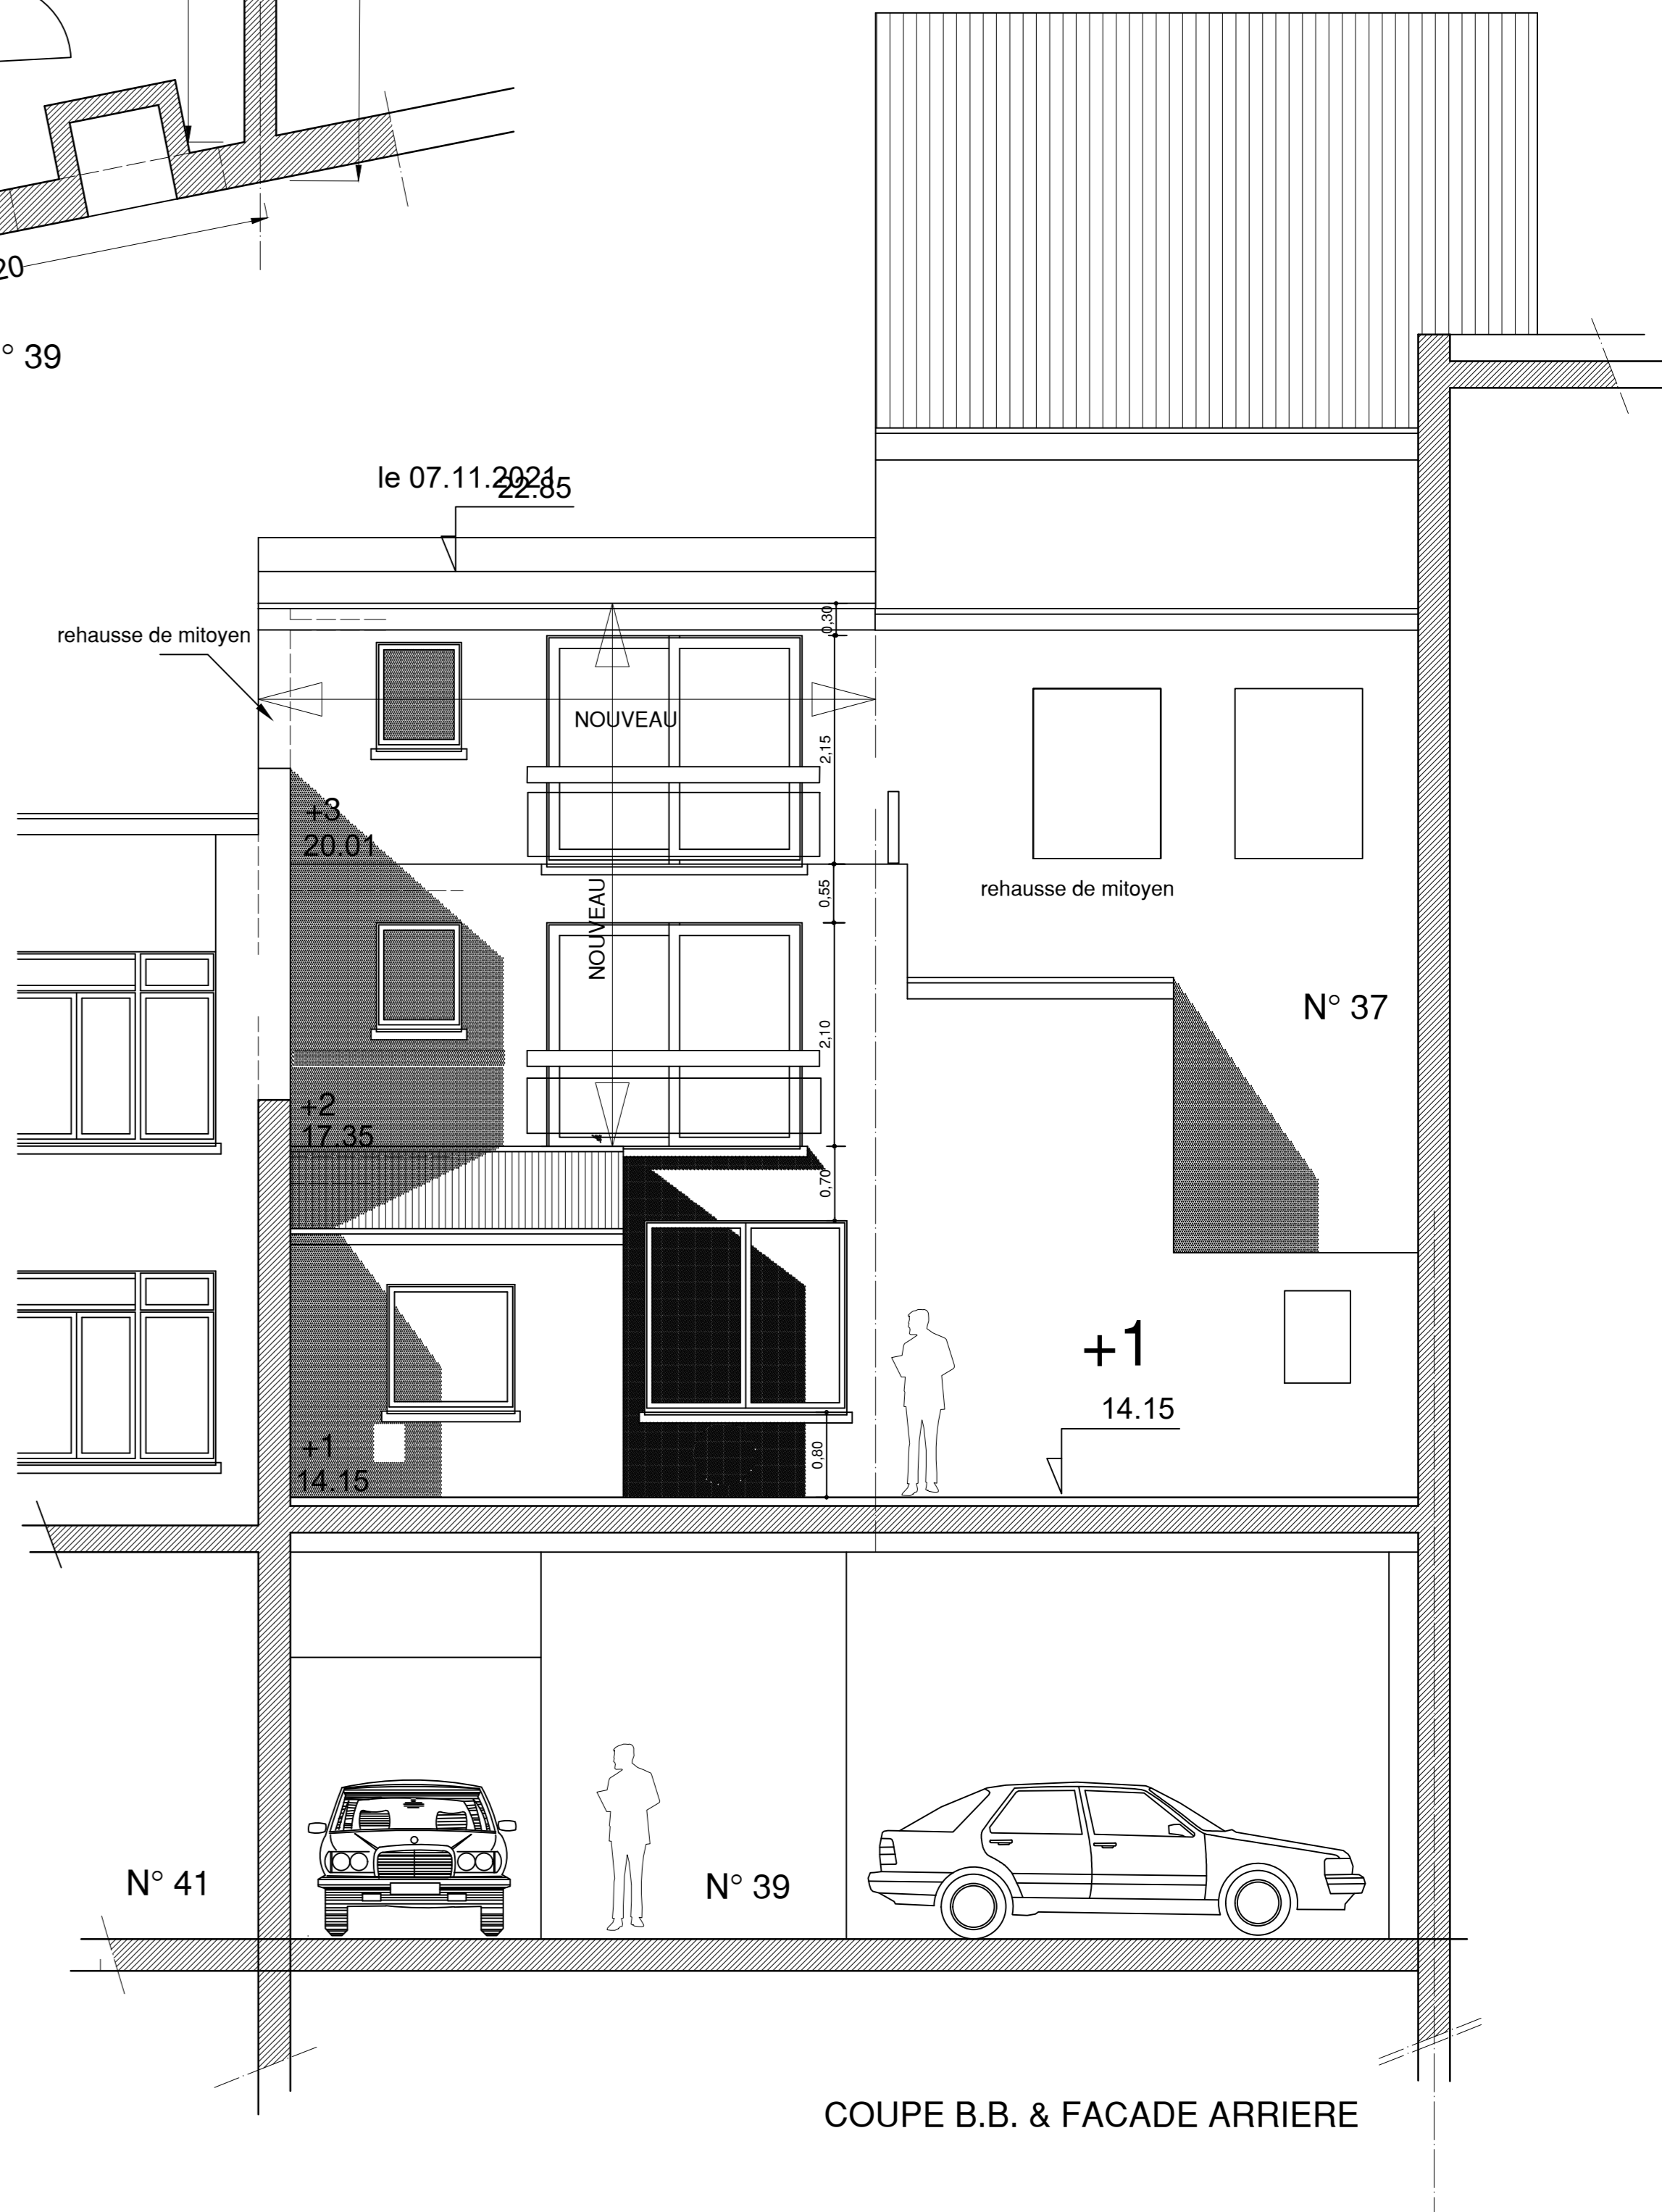 20
° 39
le 07.11.2021
22.85
rehausse de mitoyen
0,30
NOUVEAU
2,15
+3
20.01
0,55
rehausse de mitoyen
NOUVEAU
N° 37
2,10
+2
17.35
0,70
+1
14.15
+1
14.15
0,80
N° 41
N° 39
COUPE B.B. & FACADE ARRIERE